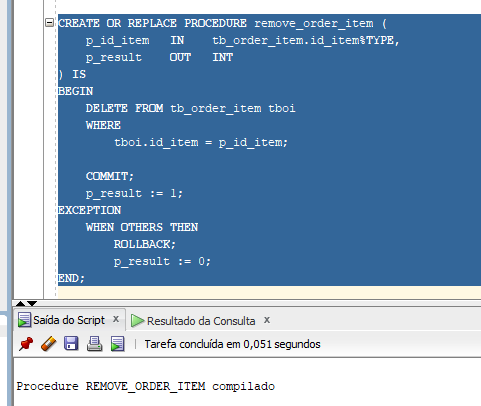 CREATE OR REPLACE PROCEDURE remove_order_item (
p_id_item IN tb_order_item.id_item%TYPE,
p_result OUT INT
) IS
BEGIN
DELETE FROM tb_order_item tboi
WHERE
tboi.id_item = p_id_item;
COMMIT;
p_result := 1;
EXCEPTION
WHEN OTHERS THEN
ROLLBACK;
p_result := 0;
END;
Saída do Script x Resultado da Consulta x
Tarefa concluída em 0,051 segundos
Procedure REMOVE_ORDER_ITEM compilado